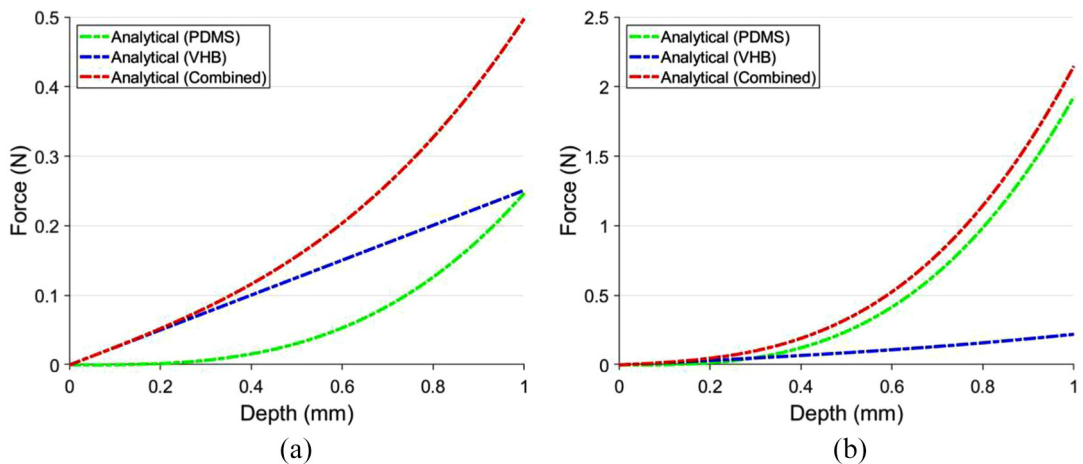 0.5
0.4
0.3
0.2
0.1
0
Force (N)
Analytical (PDMS)
Analytical (VHB)
Analytical (Combined)
0 0.2 0.4 0.6 0.8 1
Depth (mm)
(a)
2.5
2
1.5
1
0.5
0
Force (N)
Analytical (PDMS)
Analytical (VHB)
Analytical (Combined)
0 0.2 0.4 0.6 0.8 1
Depth (mm)
(b)